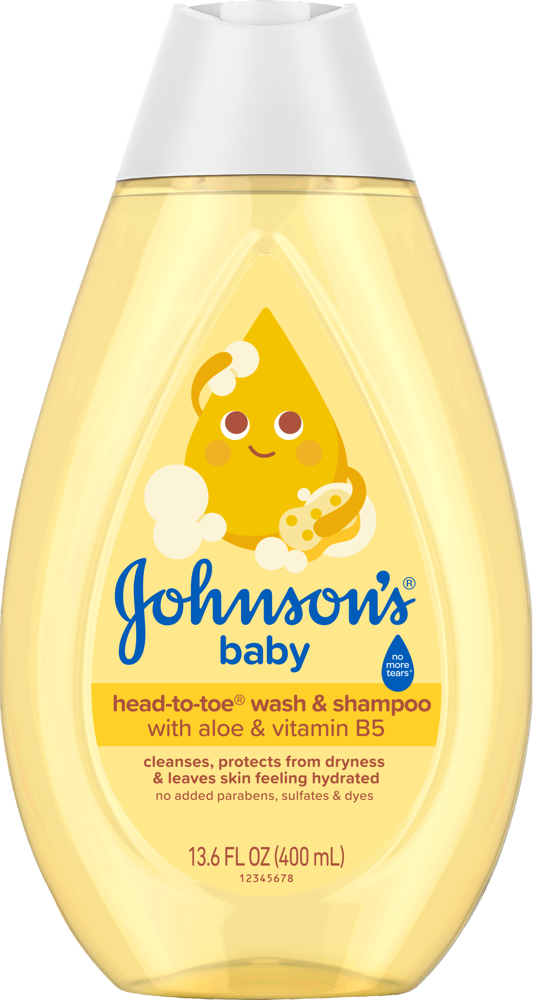 Johnson's®
baby
no
more
tears®
head-to-toe® wash & shampoo
with aloe & vitamin B5
cleanses, protects from dryness
& leaves skin feeling hydrated
no added parabens, sulfates & dyes
13.6 FL OZ (400 mL)
12345678